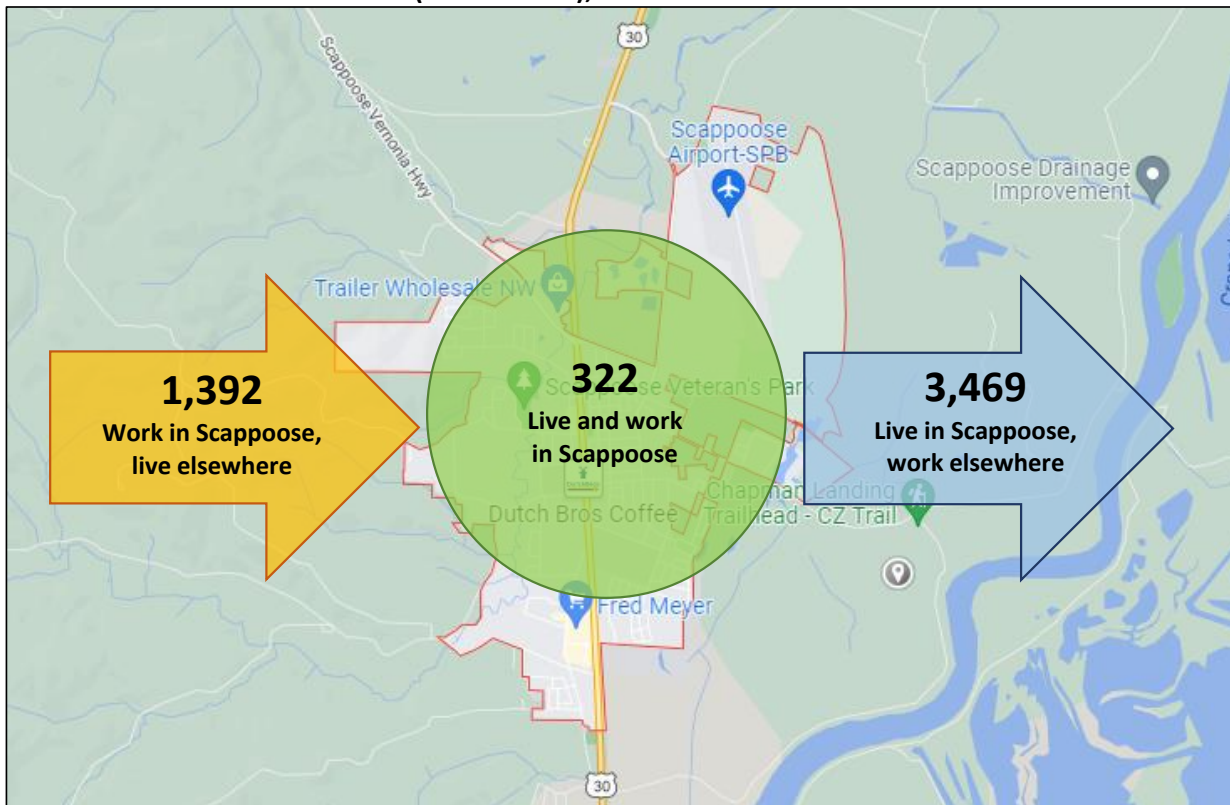 30
Scappoose Vernonia Hwy
Scappoose
Airport-SPB
Scappoose Drainage
Improvement
Trailer Wholesale NW
1,392
Work in Scappoose,
live elsewhere
322
Live and work
in Scappoose
Scappoose Veteran's Park
3,469
Live in Scappoose,
work elsewhere
Chapman Landing
Trailhead - CZ Trail
Dutch Bros Coffee
Fred Meyer
30